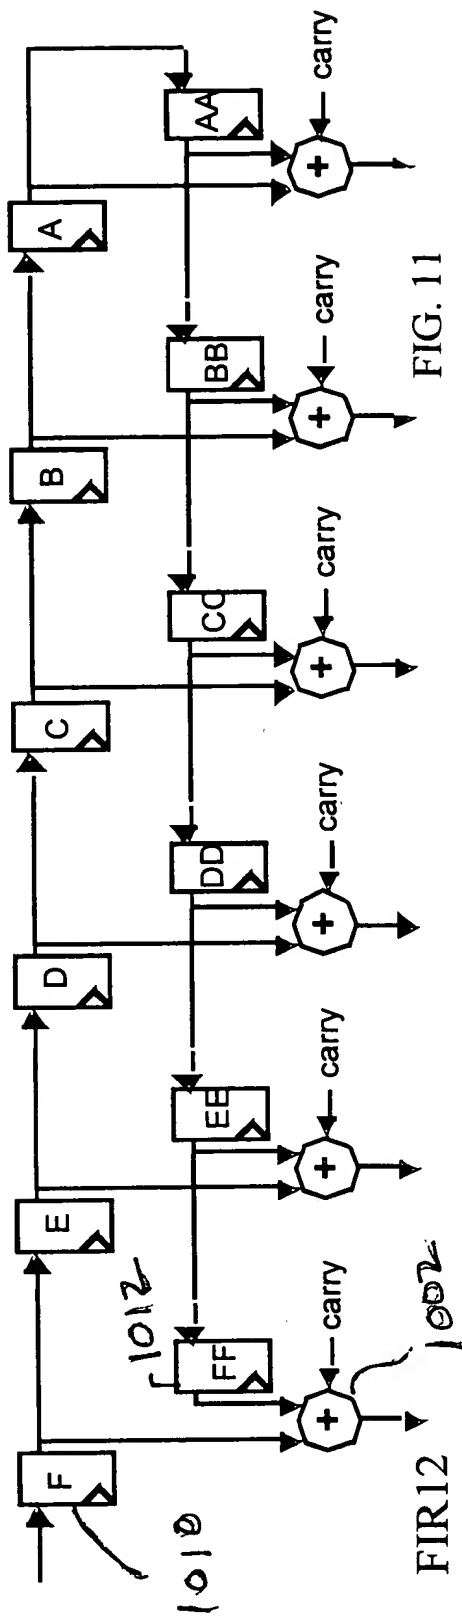 A
AA
carry
+
B
BB
carry
+
C
CC
carry
+
D
DD
carry
+
E
EE
carry
+
F
FF
carry
+
1010
1012
1002
FIR12
FIG. 11